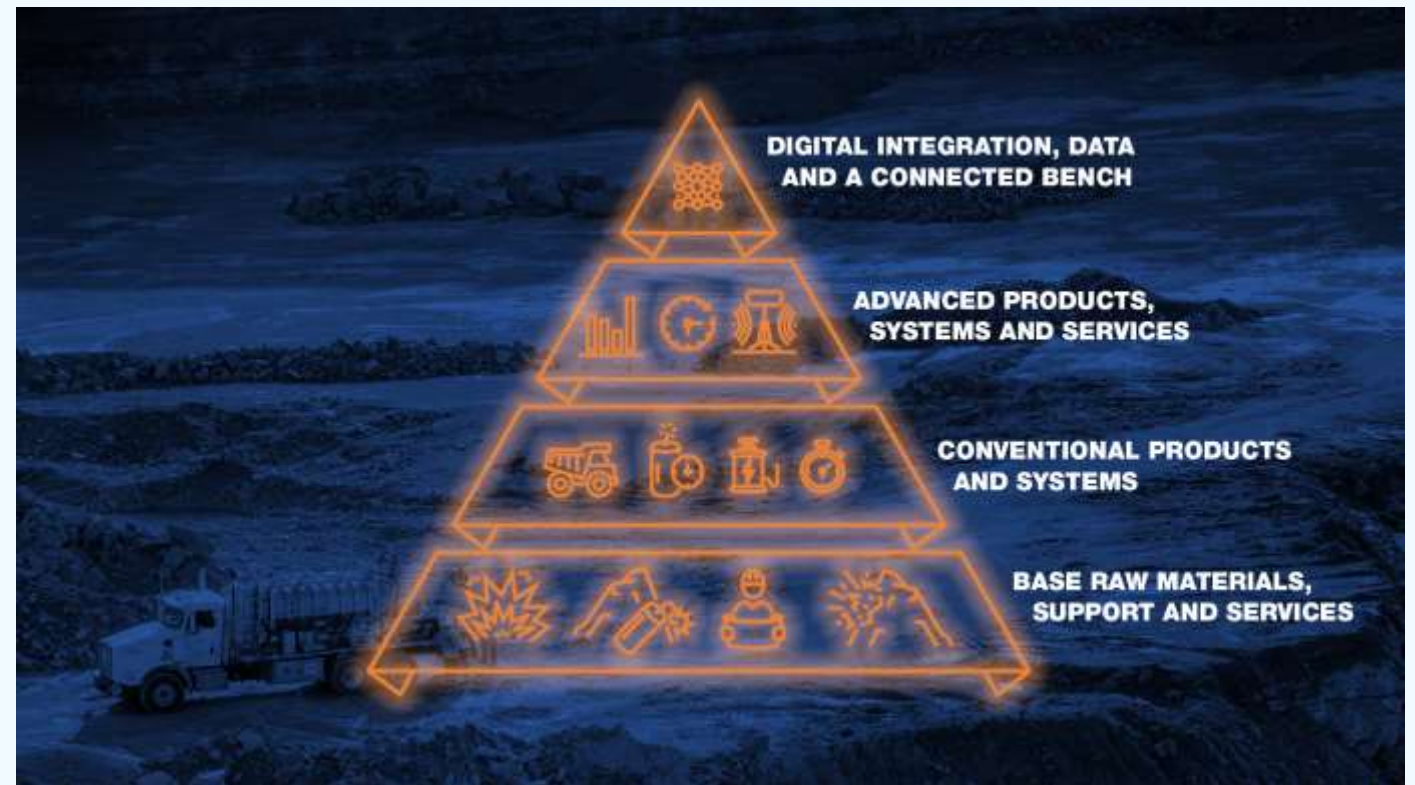 DIGITAL INTEGRATION, DATA
AND A CONNECTED BENCH
ADVANCED PRODUCTS,
SYSTEMS AND SERVICES
CONVENTIONAL PRODUCTS
AND SYSTEMS
BASE RAW MATERIALS,
SUPPORT AND SERVICES